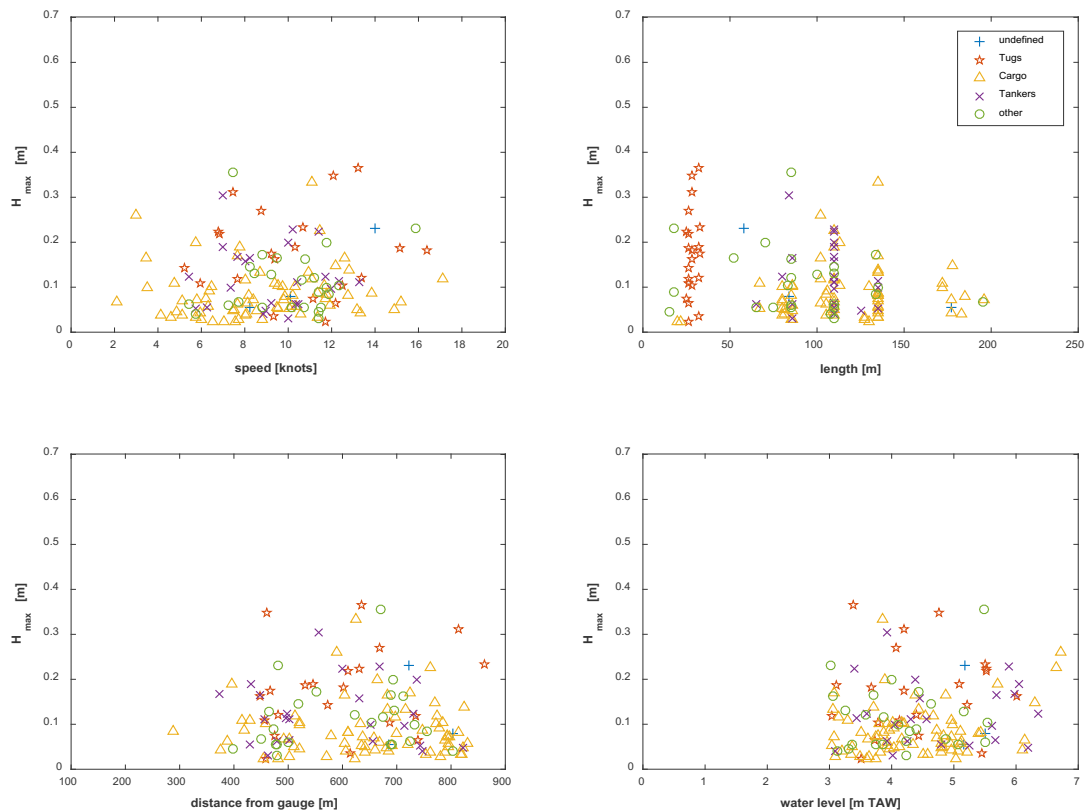 0.7
0.6
0.5
0.4
0.3
0.2
0.1
0
H max [m]
0 2 4 6 8 10 12 14 16 18 20
speed [knots]
0.7
0.6
0.5
0.4
0.3
0.2
0.1
0
H max [m]
0 50 100 150 200 250
length [m]
undefined
Tugs
Cargo
Tankers
other
0.7
0.6
0.5
0.4
0.3
0.2
0.1
0
H max [m]
100 200 300 400 500 600 700 800 900
distance from gauge [m]
0.7
0.6
0.5
0.4
0.3
0.2
0.1
0
H max [m]
0 1 2 3 4 5 6 7
water level [m TAW]